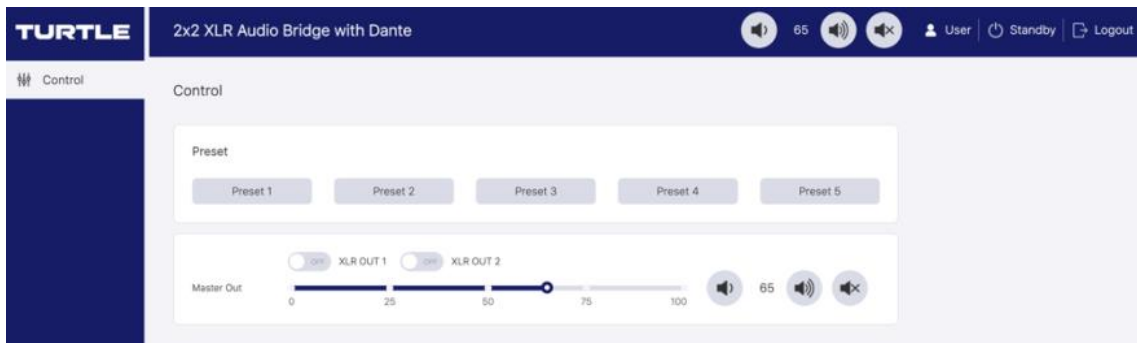 TURTLE
2x2 XLR Audio Bridge with Dante
65
User
Standby
Logout
Control
Control
Preset
Preset 1
Preset 2
Preset 3
Preset 4
Preset 5
OFF XLR OUT 1
OFF XLR OUT 2
Master Out
0 25 50 75 100
65